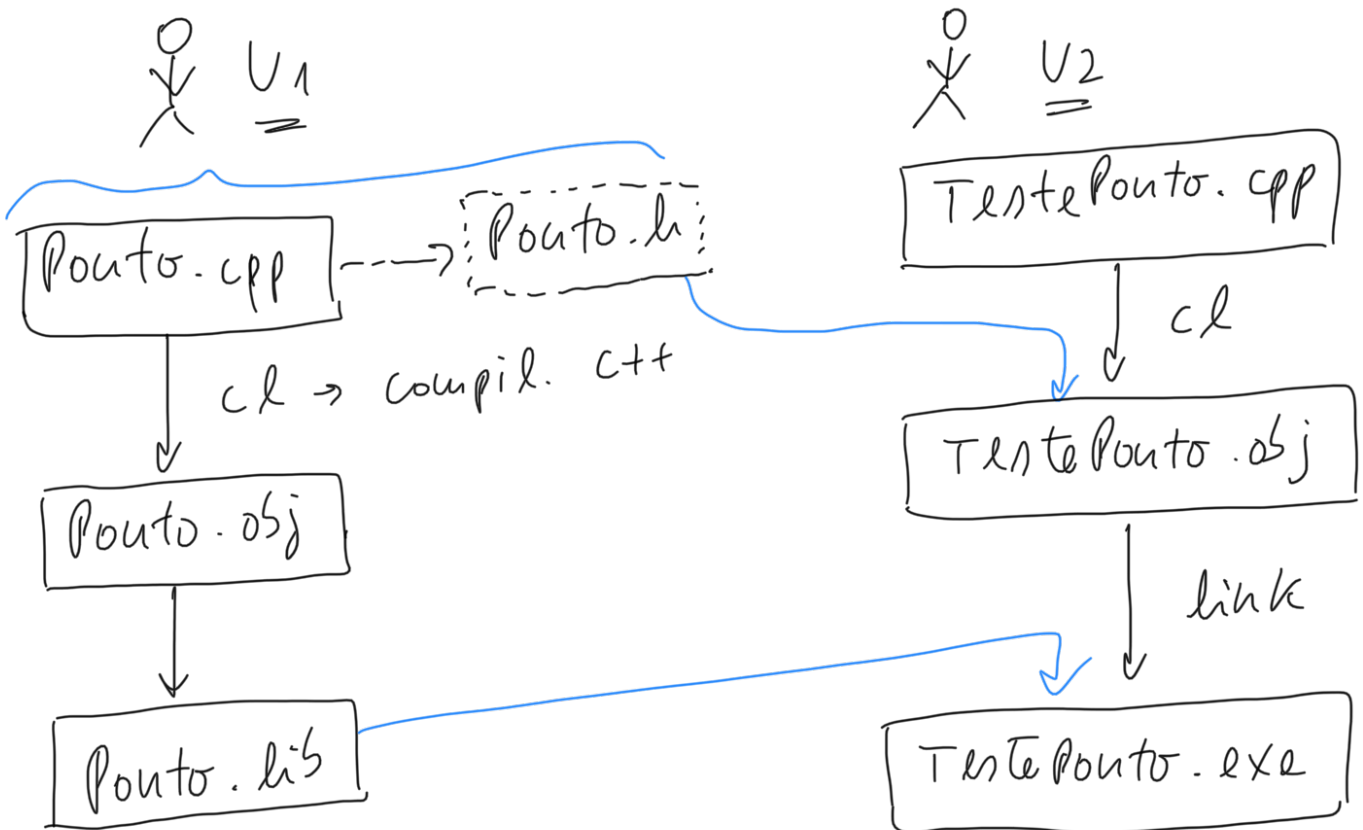 U1
U2
Ponto.cpp
Ponto.h
TestePonto.cpp
cl → compil. c++
cl
Ponto.obj
TestePonto.obj
link
Ponto.lib
TestePonto.exe